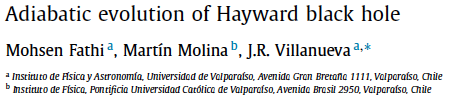 Adiabatic evolution of Hayward black hole
Mohsen Fathi a, Martín Molina b, J.R. Villanueva a,*
a Instituto de Física y Astronomía, Universidad de Valparaíso, Avenida Gran Bretaña 1111, Valparaíso, Chile
b Instituto de Física, Pontificia Universidad Católica de Valparaíso, Avenida Brasil 2950, Valparaíso, Chile